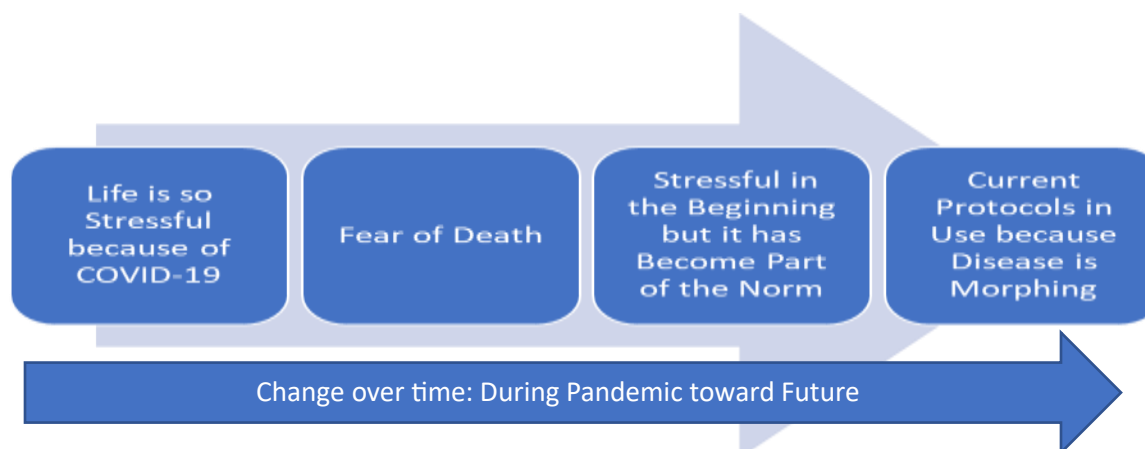 Life is so
Stressful
because of
COVID-19
Fear of Death
Stressful in
the Beginning
but it has
Become Part
of the Norm
Current
Protocols in
Use because
Disease is
Morphing
Change over time: During Pandemic toward Future